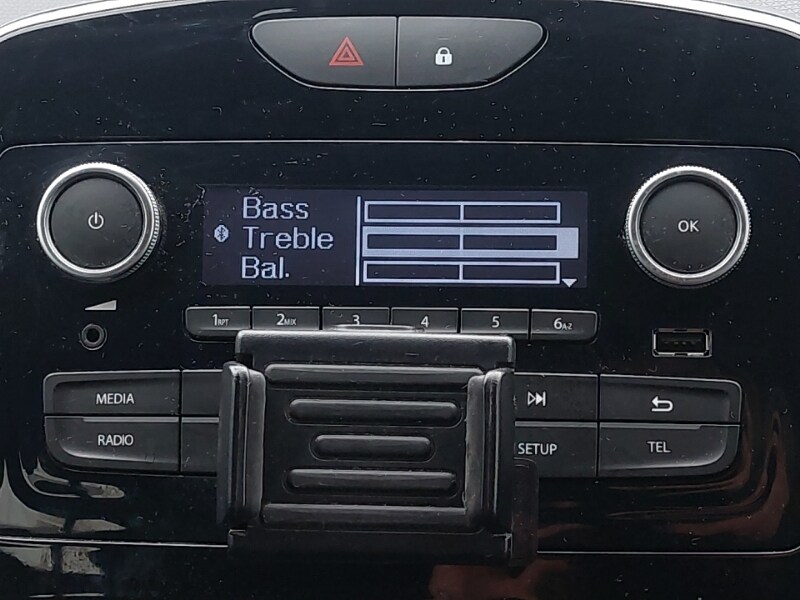 Bass
Treble
Bal.
OK
1RPT 2MIX 3 4 5 6A-Z
MEDIA
RADIO
SETUP
TEL